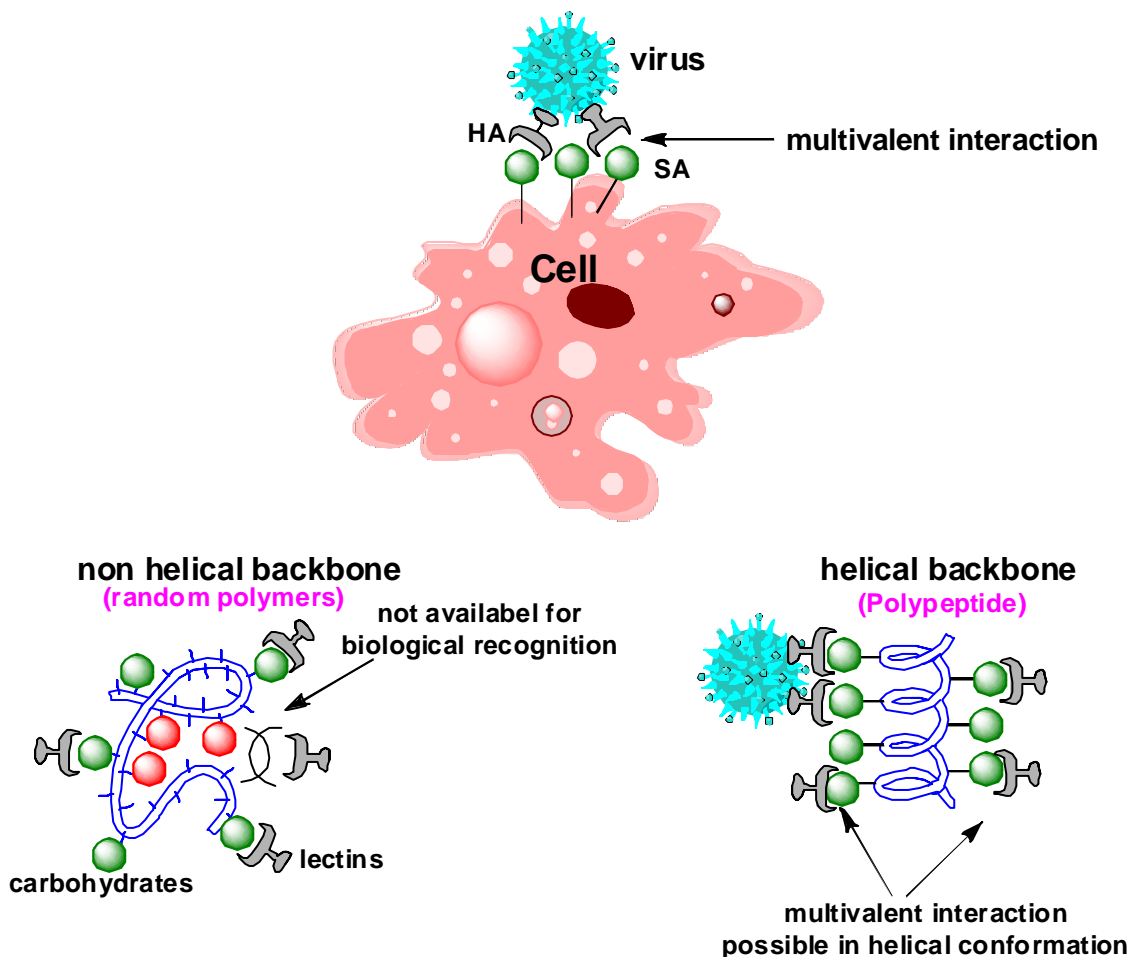 virus
HA
multivalent interaction
SA
Cell
non helical backbone
(random polymers)
not availabel for
biological recognition
carbohydrates
lectins
helical backbone
(Polypeptide)
multivalent interaction
possible in helical conformation